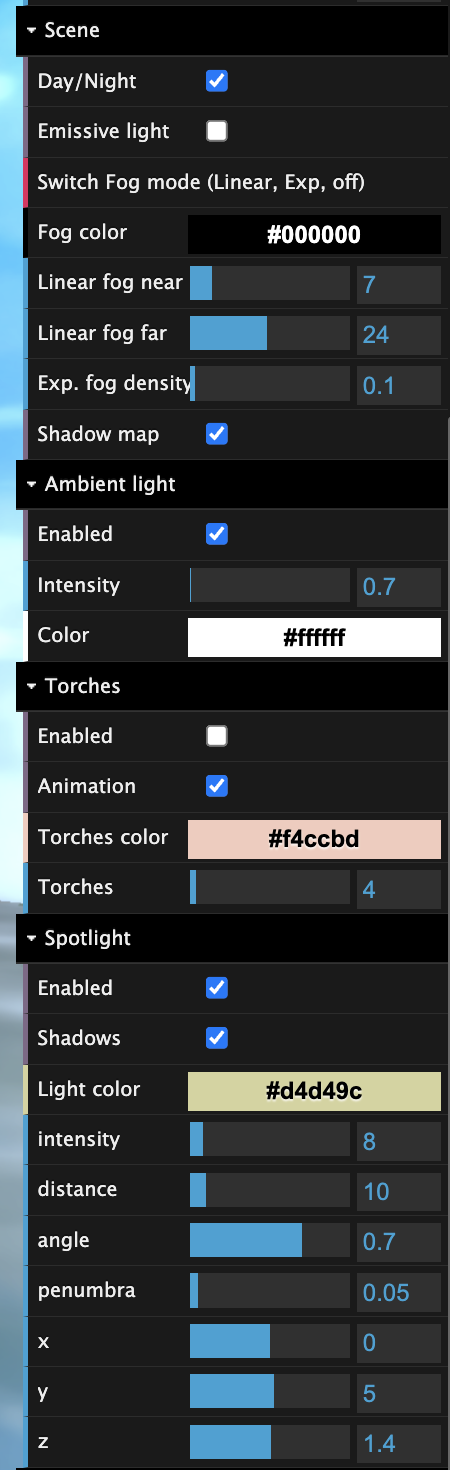 Scene
Day/Night
Emissive light
Switch Fog mode (Linear, Exp, off)
Fog color #000000
Linear fog near 7
Linear fog far 24
Exp. fog density 0.1
Shadow map
Ambient light
Enabled
Intensity 0.7
Color #ffffff
Torches
Enabled
Animation
Torches color #f4ccbd
Torches 4
Spotlight
Enabled
Shadows
Light color #d4d49c
intensity 8
distance 10
angle 0.7
penumbra 0.05
x 0
y 5
z 1.4